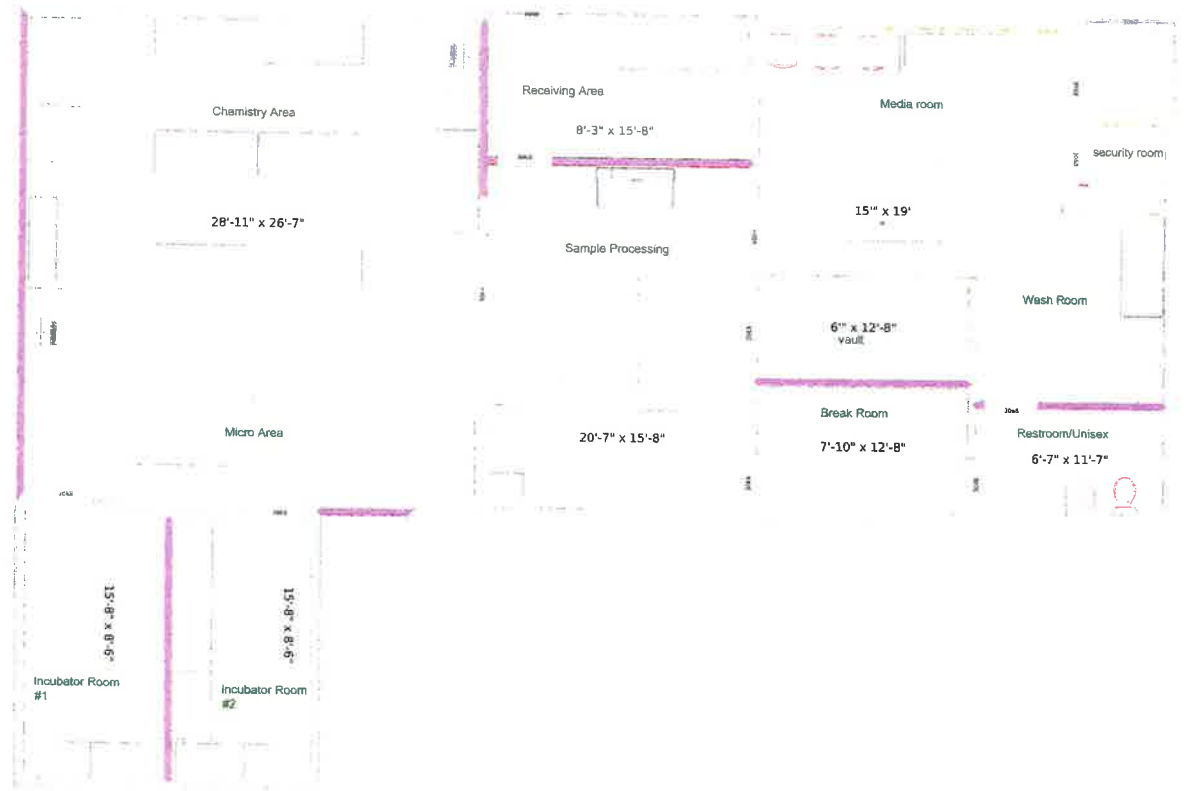 Chemistry Area
28'-11" x 26'-7"
Micro Area
Receiving Area
8'-3" x 15'-8"
Sample Processing
20'-7" x 15'-8"
Media room
15'" x 19'
security room
Wash Room
6'" x 12'-8"
vault
Break Room
7'-10" x 12'-8"
Restroom/Unisex
6'-7" x 11'-7"
15'-8" x 8'-6"
15'-8" x 8'-6"
Incubator Room
#1
Incubator Room
#2